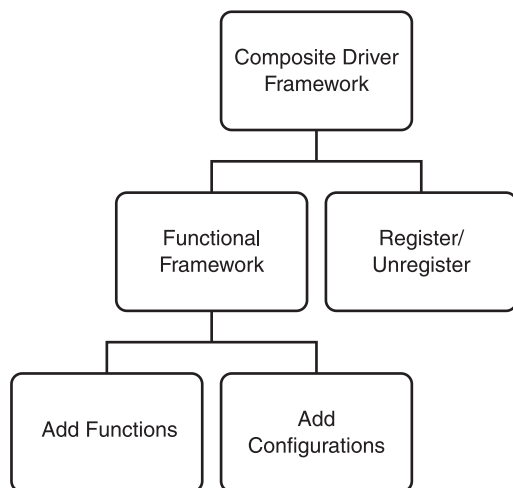 Composite Driver
Framework
Functional
Framework
Register/
Unregister
Add Functions
Add
Configurations